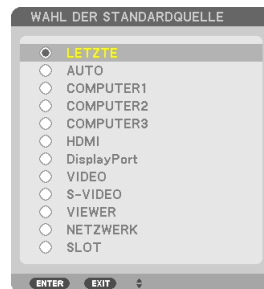 WAHL DER STANDARDQUELLE
LETZTE
AUTO
COMPUTER1
COMPUTER2
COMPUTER3
HDMI
DisplayPort
VIDEO
S-VIDEO
VIEWER
NETZWERK
SLOT
ENTER EXIT